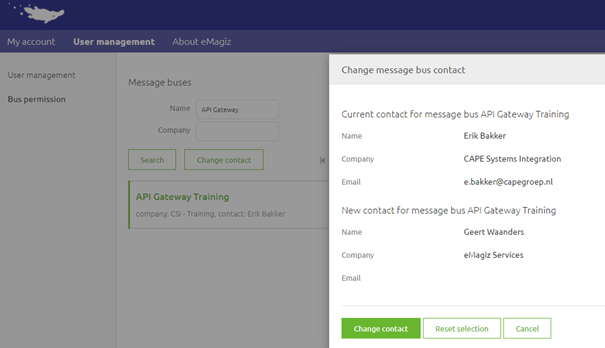 My account User management About eMagiz
User management
Bus permission
Message buses
Name API Gateway
Company
Search Change contact
API Gateway Training
company: CSI - Training, contact: Erik Bakker
Change message bus contact
Current contact for message bus API Gateway Training
Name Erik Bakker
Company CAPE Systems Integration
Email e.bakker@capegroep.nl
New contact for message bus API Gateway Training
Name Geert Waanders
Company eMagiz Services
Email
Change contact Reset selection Cancel